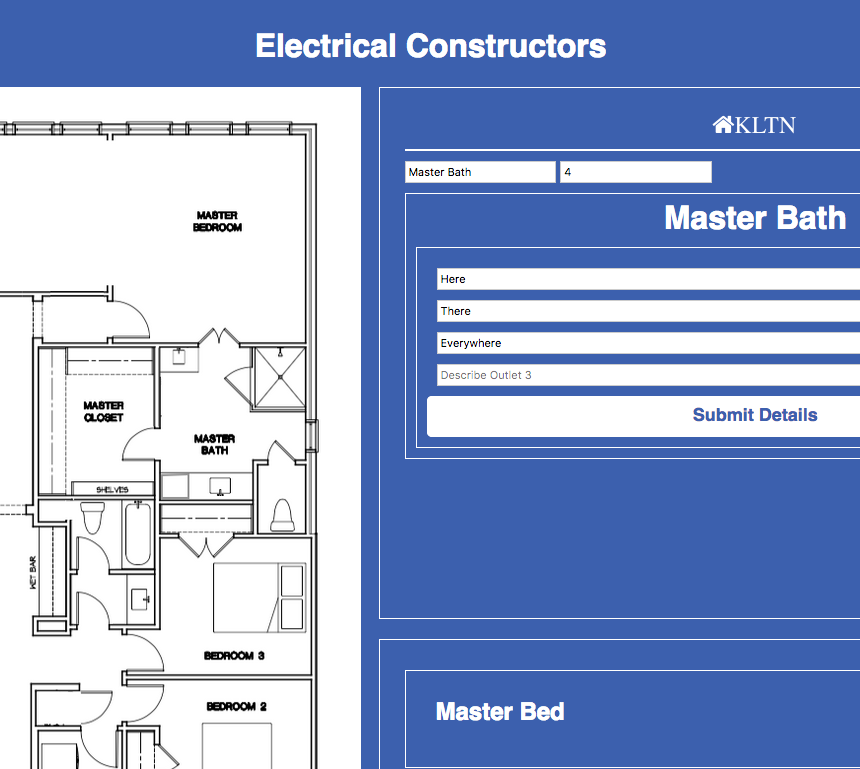 Electrical Constructors
MASTER
BEDROOM
MASTER
CLOSET
MASTER
BATH
SHELVES
WET BAR
BEDROOM 3
BEDROOM 2
KLTN
Master Bath
4
Master Bath
Here
There
Everywhere
Describe Outlet 3
Submit Details
Master Bed